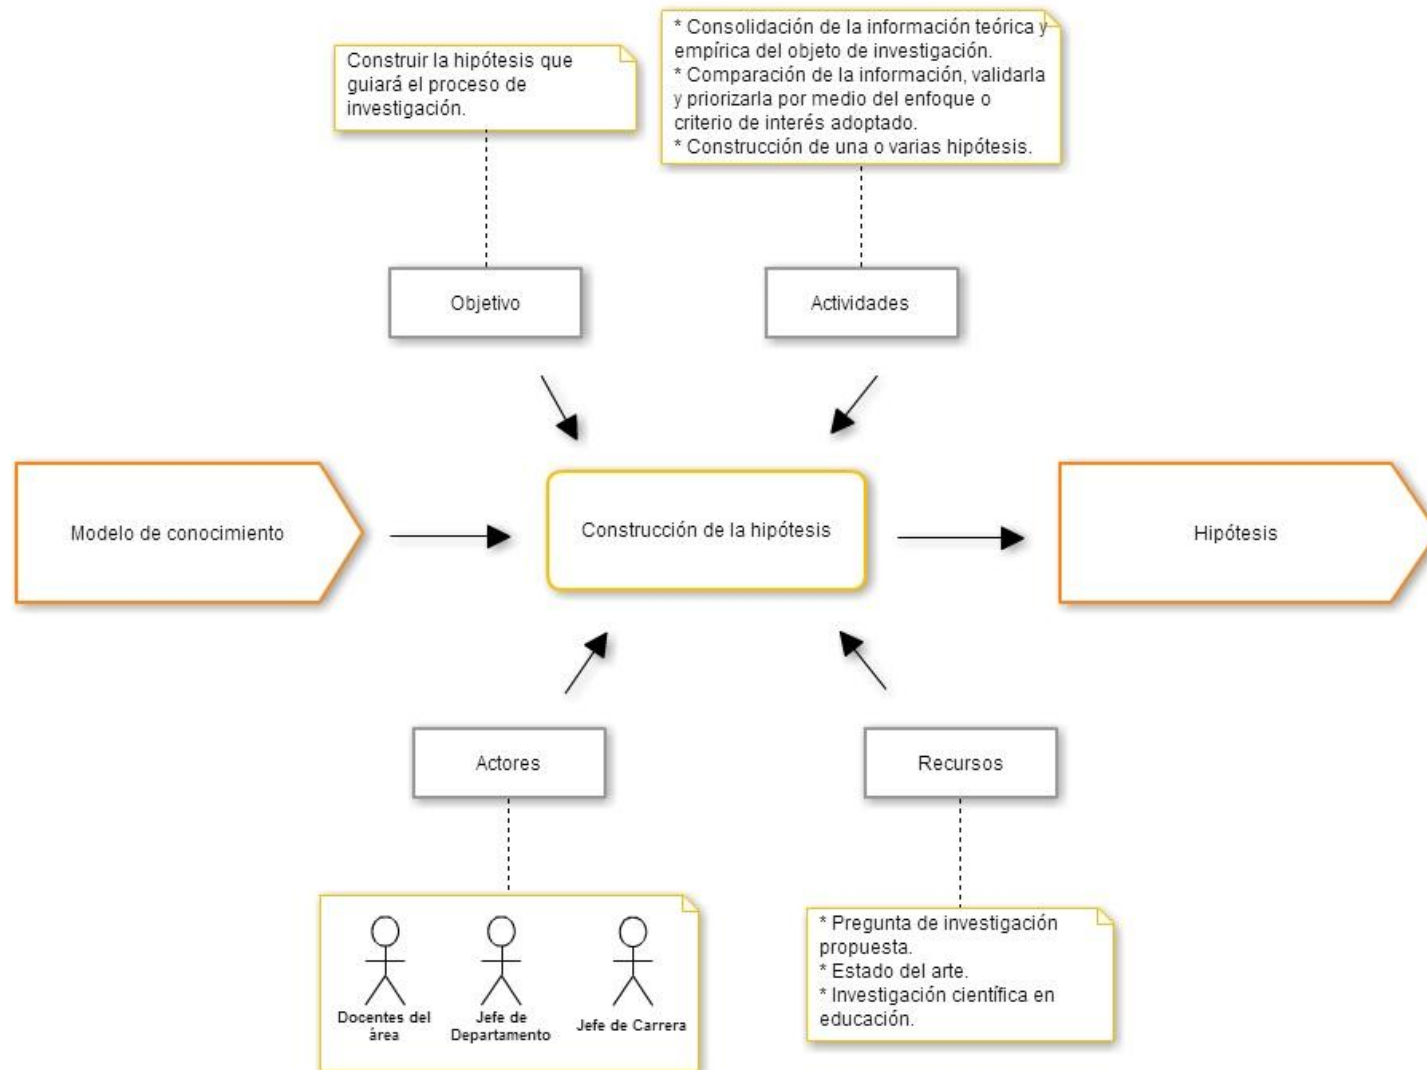 Construir la hipótesis que
guiará el proceso de
investigación.
* Consolidación de la información teórica y
empírica del objeto de investigación.
* Comparación de la información, validarla
y priorizarla por medio del enfoque o
criterio de interés adoptado.
* Construcción de una o varias hipótesis.
Objetivo
Actividades
Modelo de conocimiento
Construcción de la hipótesis
Hipótesis
Actores
Recursos
Docentes del
área
Jefe de
Departamento
Jefe de Carrera
* Pregunta de investigación
propuesta.
* Estado del arte.
* Investigación científica en
educación.